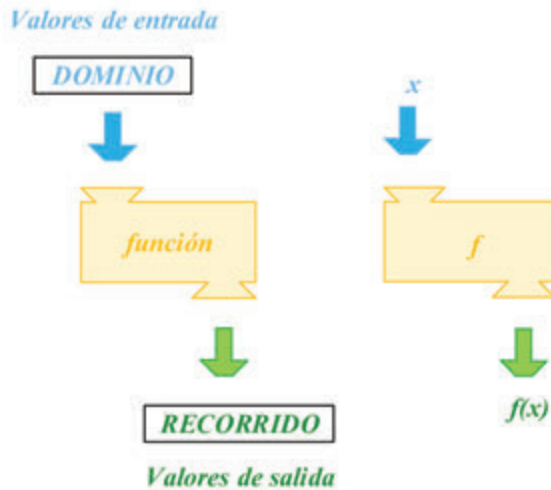 Valores de entrada
DOMINIO
x
función
f
RECORRIDO
f(x)
Valores de salida